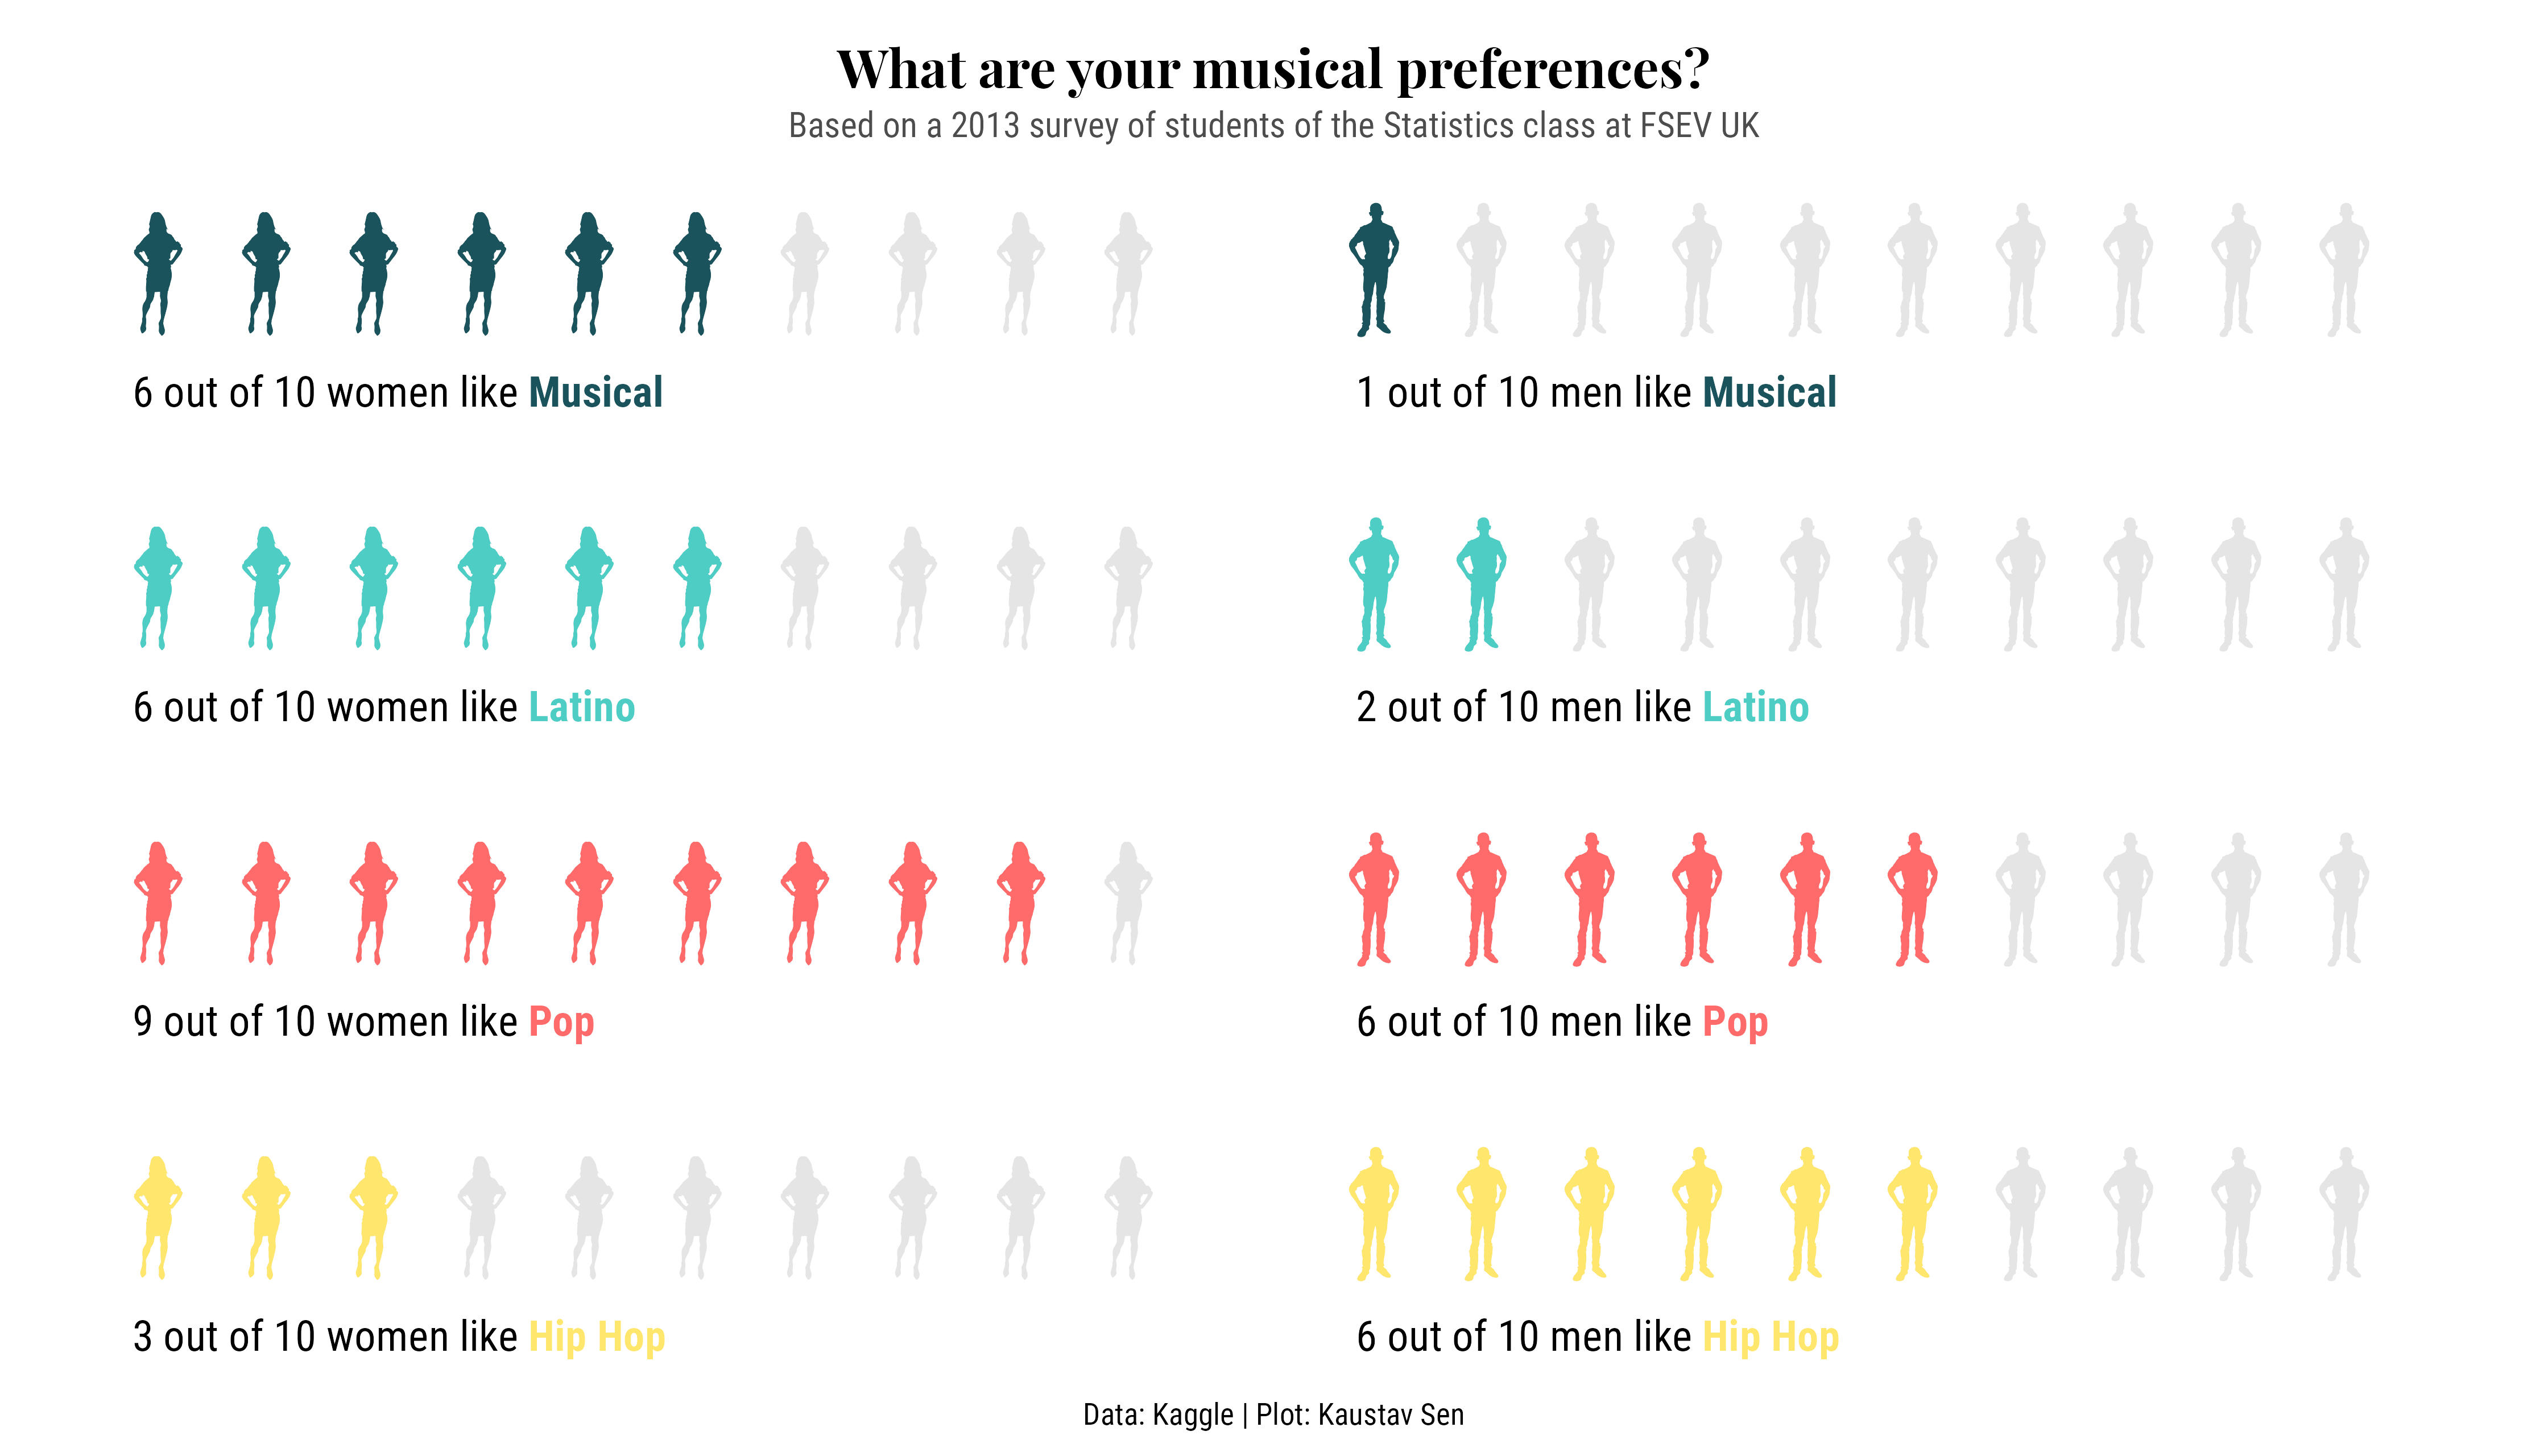 What are your musical preferences?
Based on a 2013 survey of students of the Statistics class at FSEV UK
6 out of 10 women like Musical
1 out of 10 men like Musical
6 out of 10 women like Latino
2 out of 10 men like Latino
9 out of 10 women like Pop
6 out of 10 men like Pop
3 out of 10 women like Hip Hop
6 out of 10 men like Hip Hop
Data: Kaggle | Plot: Kaustav Sen